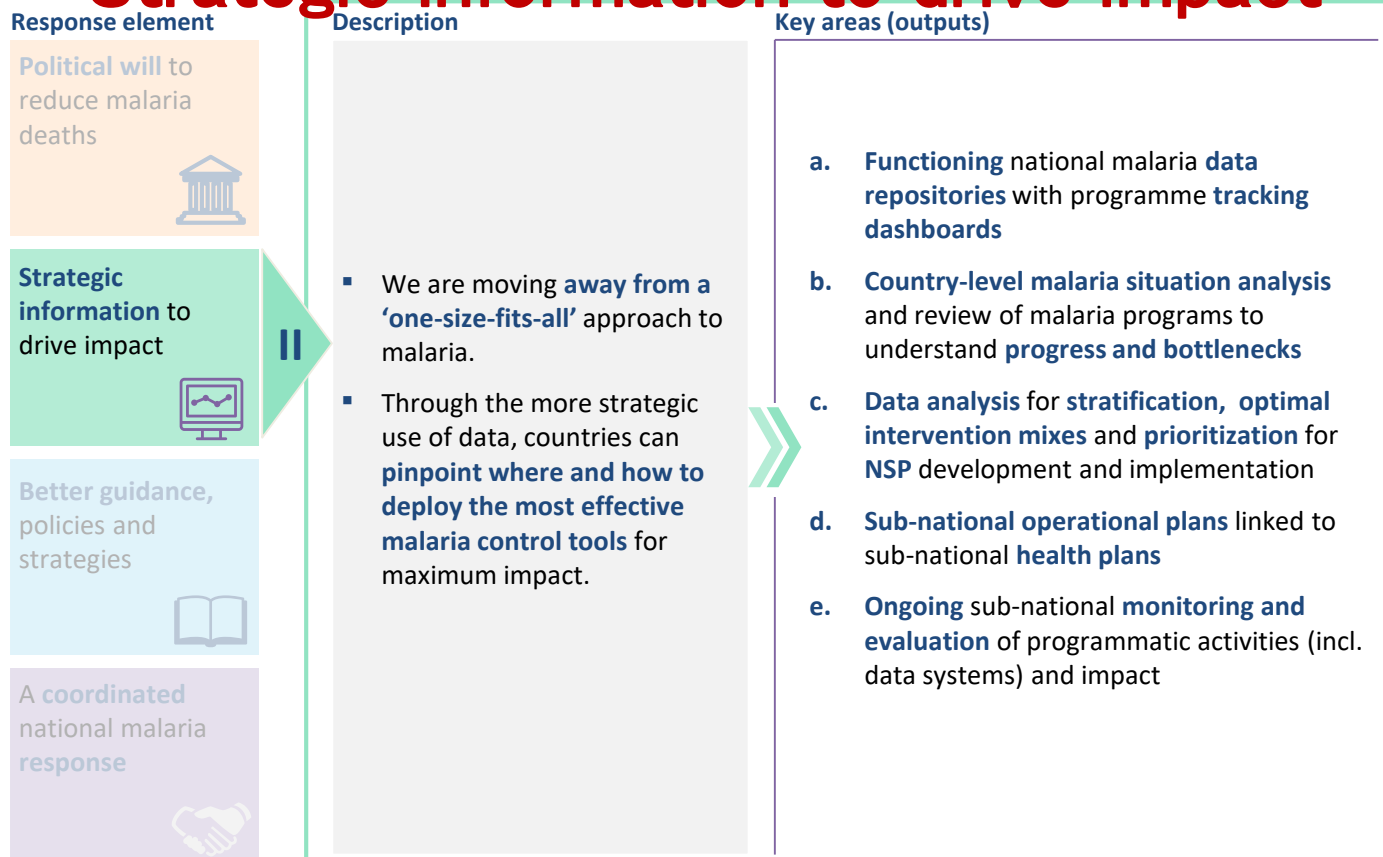 Strategic information to drive impact
Response element
Political will to
reduce malaria
deaths
Strategic
information to
drive impact
II
Better guidance,
policies and
strategies
A coordinated
national malaria
response
Description
▪ We are moving away from a
'one-size-fits-all' approach to
malaria.
▪ Through the more strategic
use of data, countries can
pinpoint where and how to
deploy the most effective
malaria control tools for
maximum impact.
Key areas (outputs)
a. Functioning national malaria data
repositories with programme tracking
dashboards
b. Country-level malaria situation analysis
and review of malaria programs to
understand progress and bottlenecks
c. Data analysis for stratification, optimal
intervention mixes and prioritization for
NSP development and implementation
d. Sub-national operational plans linked to
sub-national health plans
e. Ongoing sub-national monitoring and
evaluation of programmatic activities (incl.
data systems) and impact